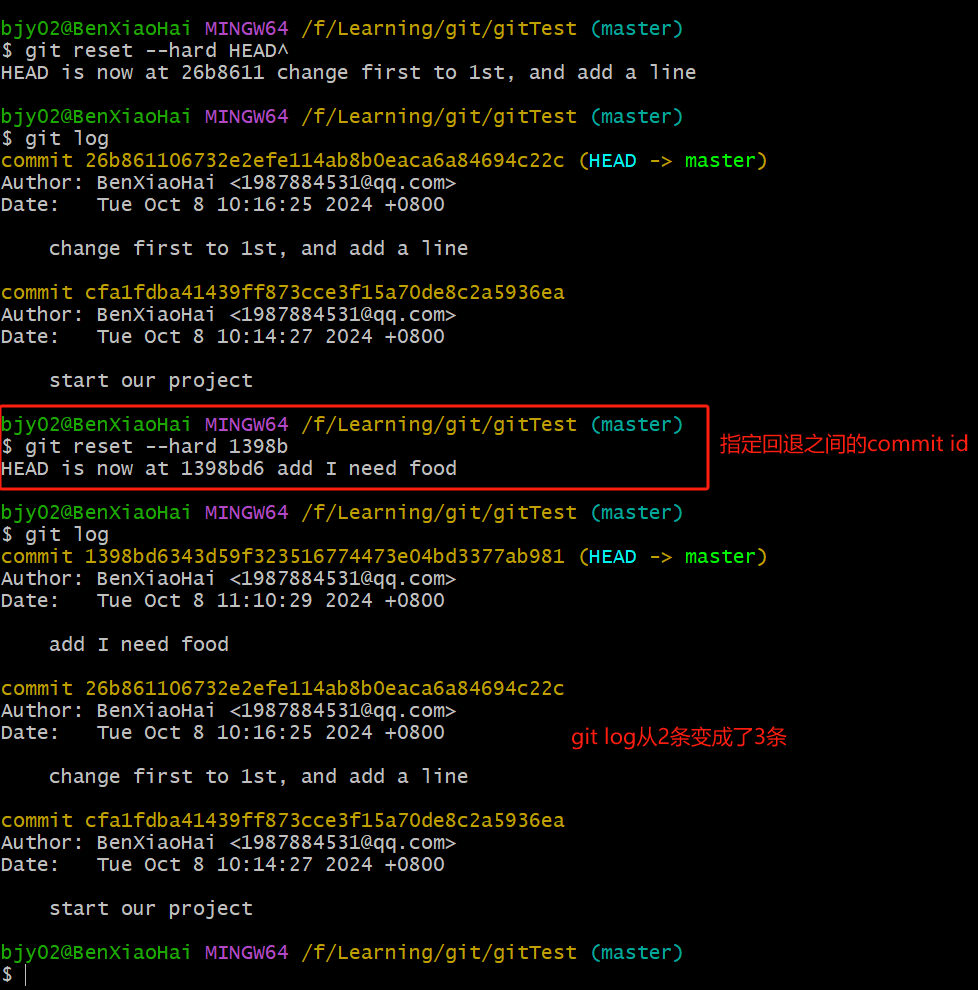 bjy02@BenXiaoHai MINGW64 /f/Learning/git/gitTest (master)
$ git reset --hard HEAD^
HEAD is now at 26b8611 change first to 1st, and add a line
bjy02@BenXiaoHai MINGW64 /f/Learning/git/gitTest (master)
$ git log
commit 26b861106732e2efe114ab8b0eaca6a84694c22c (HEAD -> master)
Author: BenXiaoHai <1987884531@qq.com>
Date:   Tue Oct 8 10:16:25 2024 +0800
    change first to 1st, and add a line
commit cfa1fdba41439ff873cce3f15a70de8c2a5936ea
Author: BenXiaoHai <1987884531@qq.com>
Date:   Tue Oct 8 10:14:27 2024 +0800
    start our project
bjy02@BenXiaoHai MINGW64 /f/Learning/git/gitTest (master)
$ git reset --hard 1398b
指定回退之间的commit id
HEAD is now at 1398bd6 add I need food
bjy02@BenXiaoHai MINGW64 /f/Learning/git/gitTest (master)
$ git log
commit 1398bd6343d59f323516774473e04bd3377ab981 (HEAD -> master)
Author: BenXiaoHai <1987884531@qq.com>
Date:   Tue Oct 8 11:10:29 2024 +0800
    add I need food
commit 26b861106732e2efe114ab8b0eaca6a84694c22c
Author: BenXiaoHai <1987884531@qq.com>
Date:   Tue Oct 8 10:16:25 2024 +0800
git log从2条变成了3条
    change first to 1st, and add a line
commit cfa1fdba41439ff873cce3f15a70de8c2a5936ea
Author: BenXiaoHai <1987884531@qq.com>
Date:   Tue Oct 8 10:14:27 2024 +0800
    start our project
bjy02@BenXiaoHai MINGW64 /f/Learning/git/gitTest (master)
$